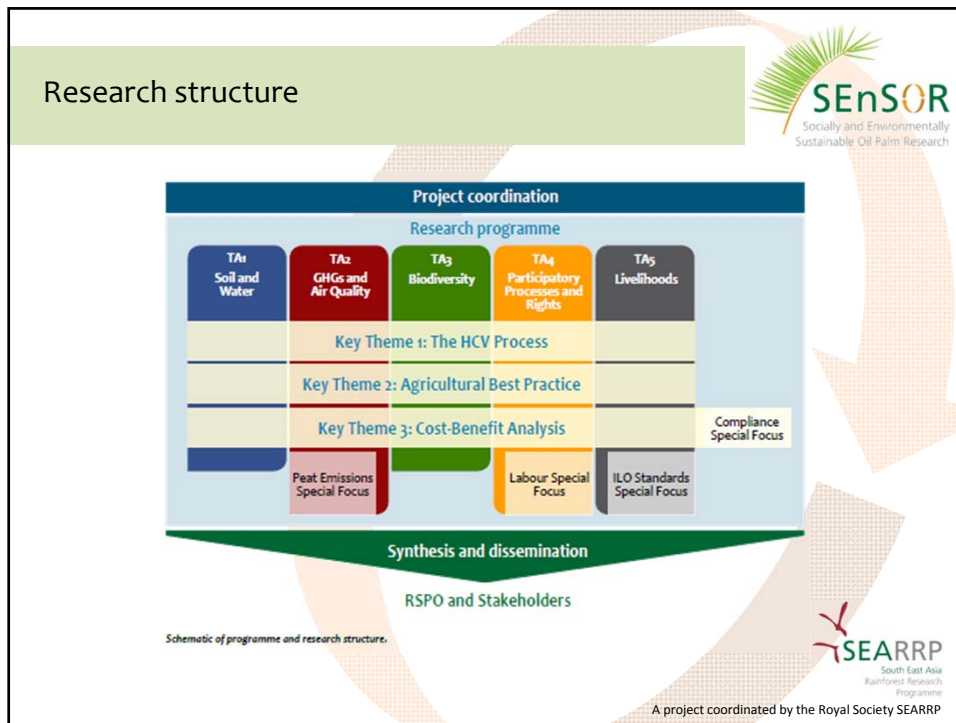 Research structure
SEnSOR
Socially and Environmentally
Sustainable Oil Palm Research
Project coordination
Research programme
TA1
Soil and
Water
TA2
GHGs and
Air Quality
TA3
Biodiversity
TA4
Participatory
Processes and
Rights
TA5
Livelihoods
Key Theme 1: The HCV Process
Key Theme 2: Agricultural Best Practice
Key Theme 3: Cost-Benefit Analysis
Compliance
Special Focus
Peat Emissions
Special Focus
Labour Special
Focus
ILO Standards
Special Focus
Synthesis and dissemination
RSPO and Stakeholders
Schematic of programme and research structure.
SEARRP
South East Asia
Rainforest Research
Programme
A project coordinated by the Royal Society SEARRP